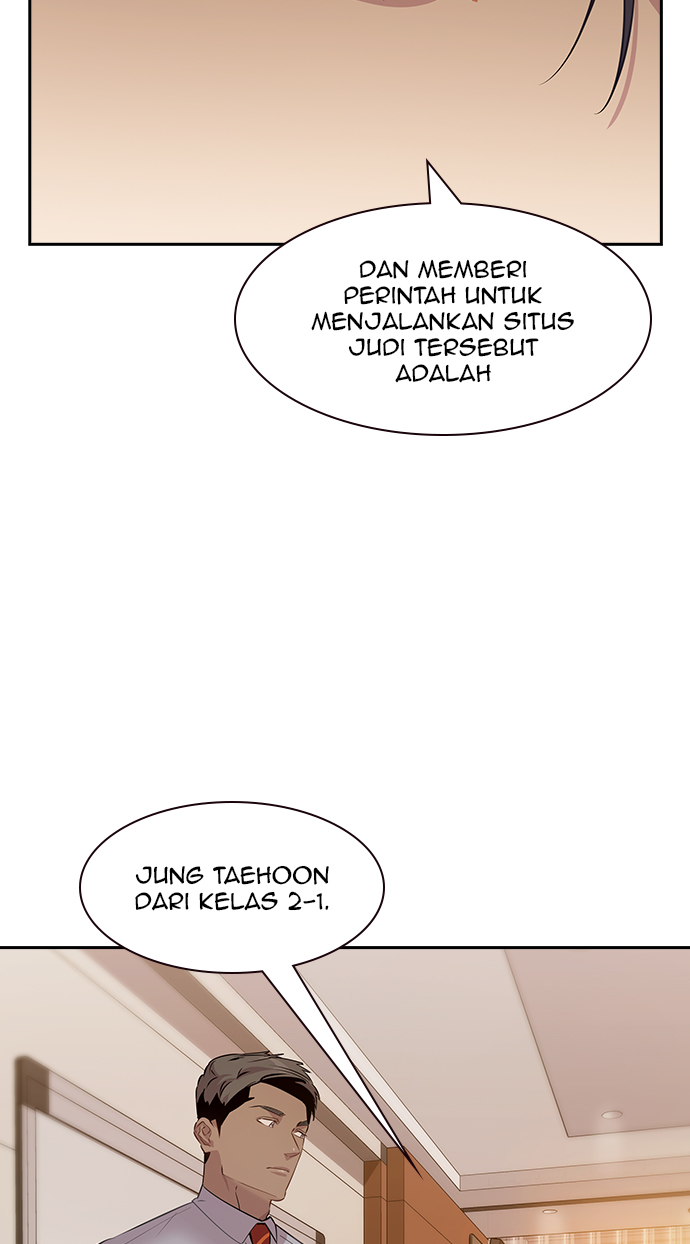 DAN MEMBERI
PERINTAH UNTUK
MENJALANKAN SITUS
JUDI TERSEBUT
ADALAH
JUNG TAEHOON
DARI KELAS 2-1.